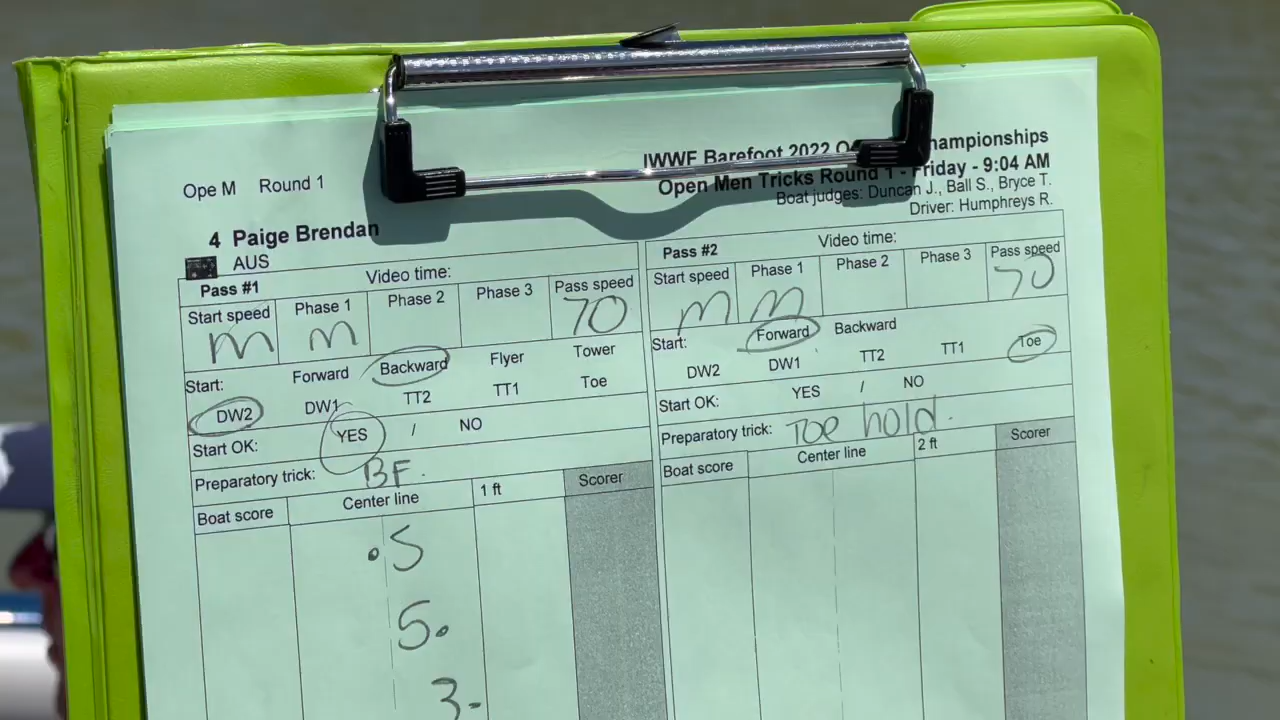 IWWF Barefoot 2022 hampionships
Ope M Round 1
Open Men Tricks Round 1 - Friday - 9:04 AM
Boat judges: Duncan J., Ball S., Bryce T.
Driver: Humphreys R.
4 Paige Brendan
AUS
Pass #1 Video time:
Start speed Phase 1 Phase 2 Phase 3 Pass speed
m m 70
Start: Forward Backward Flyer Tower
DW2 DW1 TT2 TT1 Toe
Start OK: YES / NO
Preparatory trick: BF.
Boat score Center line 1 ft Scorer
.5
5.
3-
Pass #2 Video time:
Start speed Phase 1 Phase 2 Phase 3 Pass speed
m m 70
Start: Forward Backward
DW2 DW1 TT2 TT1 Toe
Start OK: YES / NO
Preparatory trick: Toe hold.
Boat score Center line 2 ft Scorer